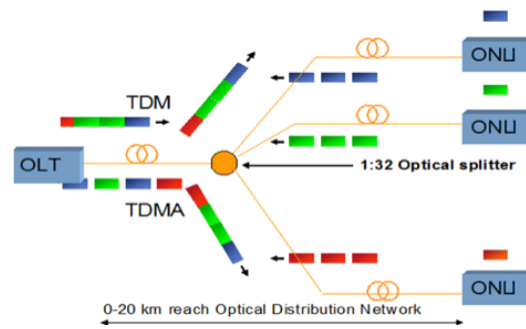 ONU
TDM
ONU
OLT
1:32 Optical splitter
TDMA
ONU
0-20 km reach Optical Distribution Network